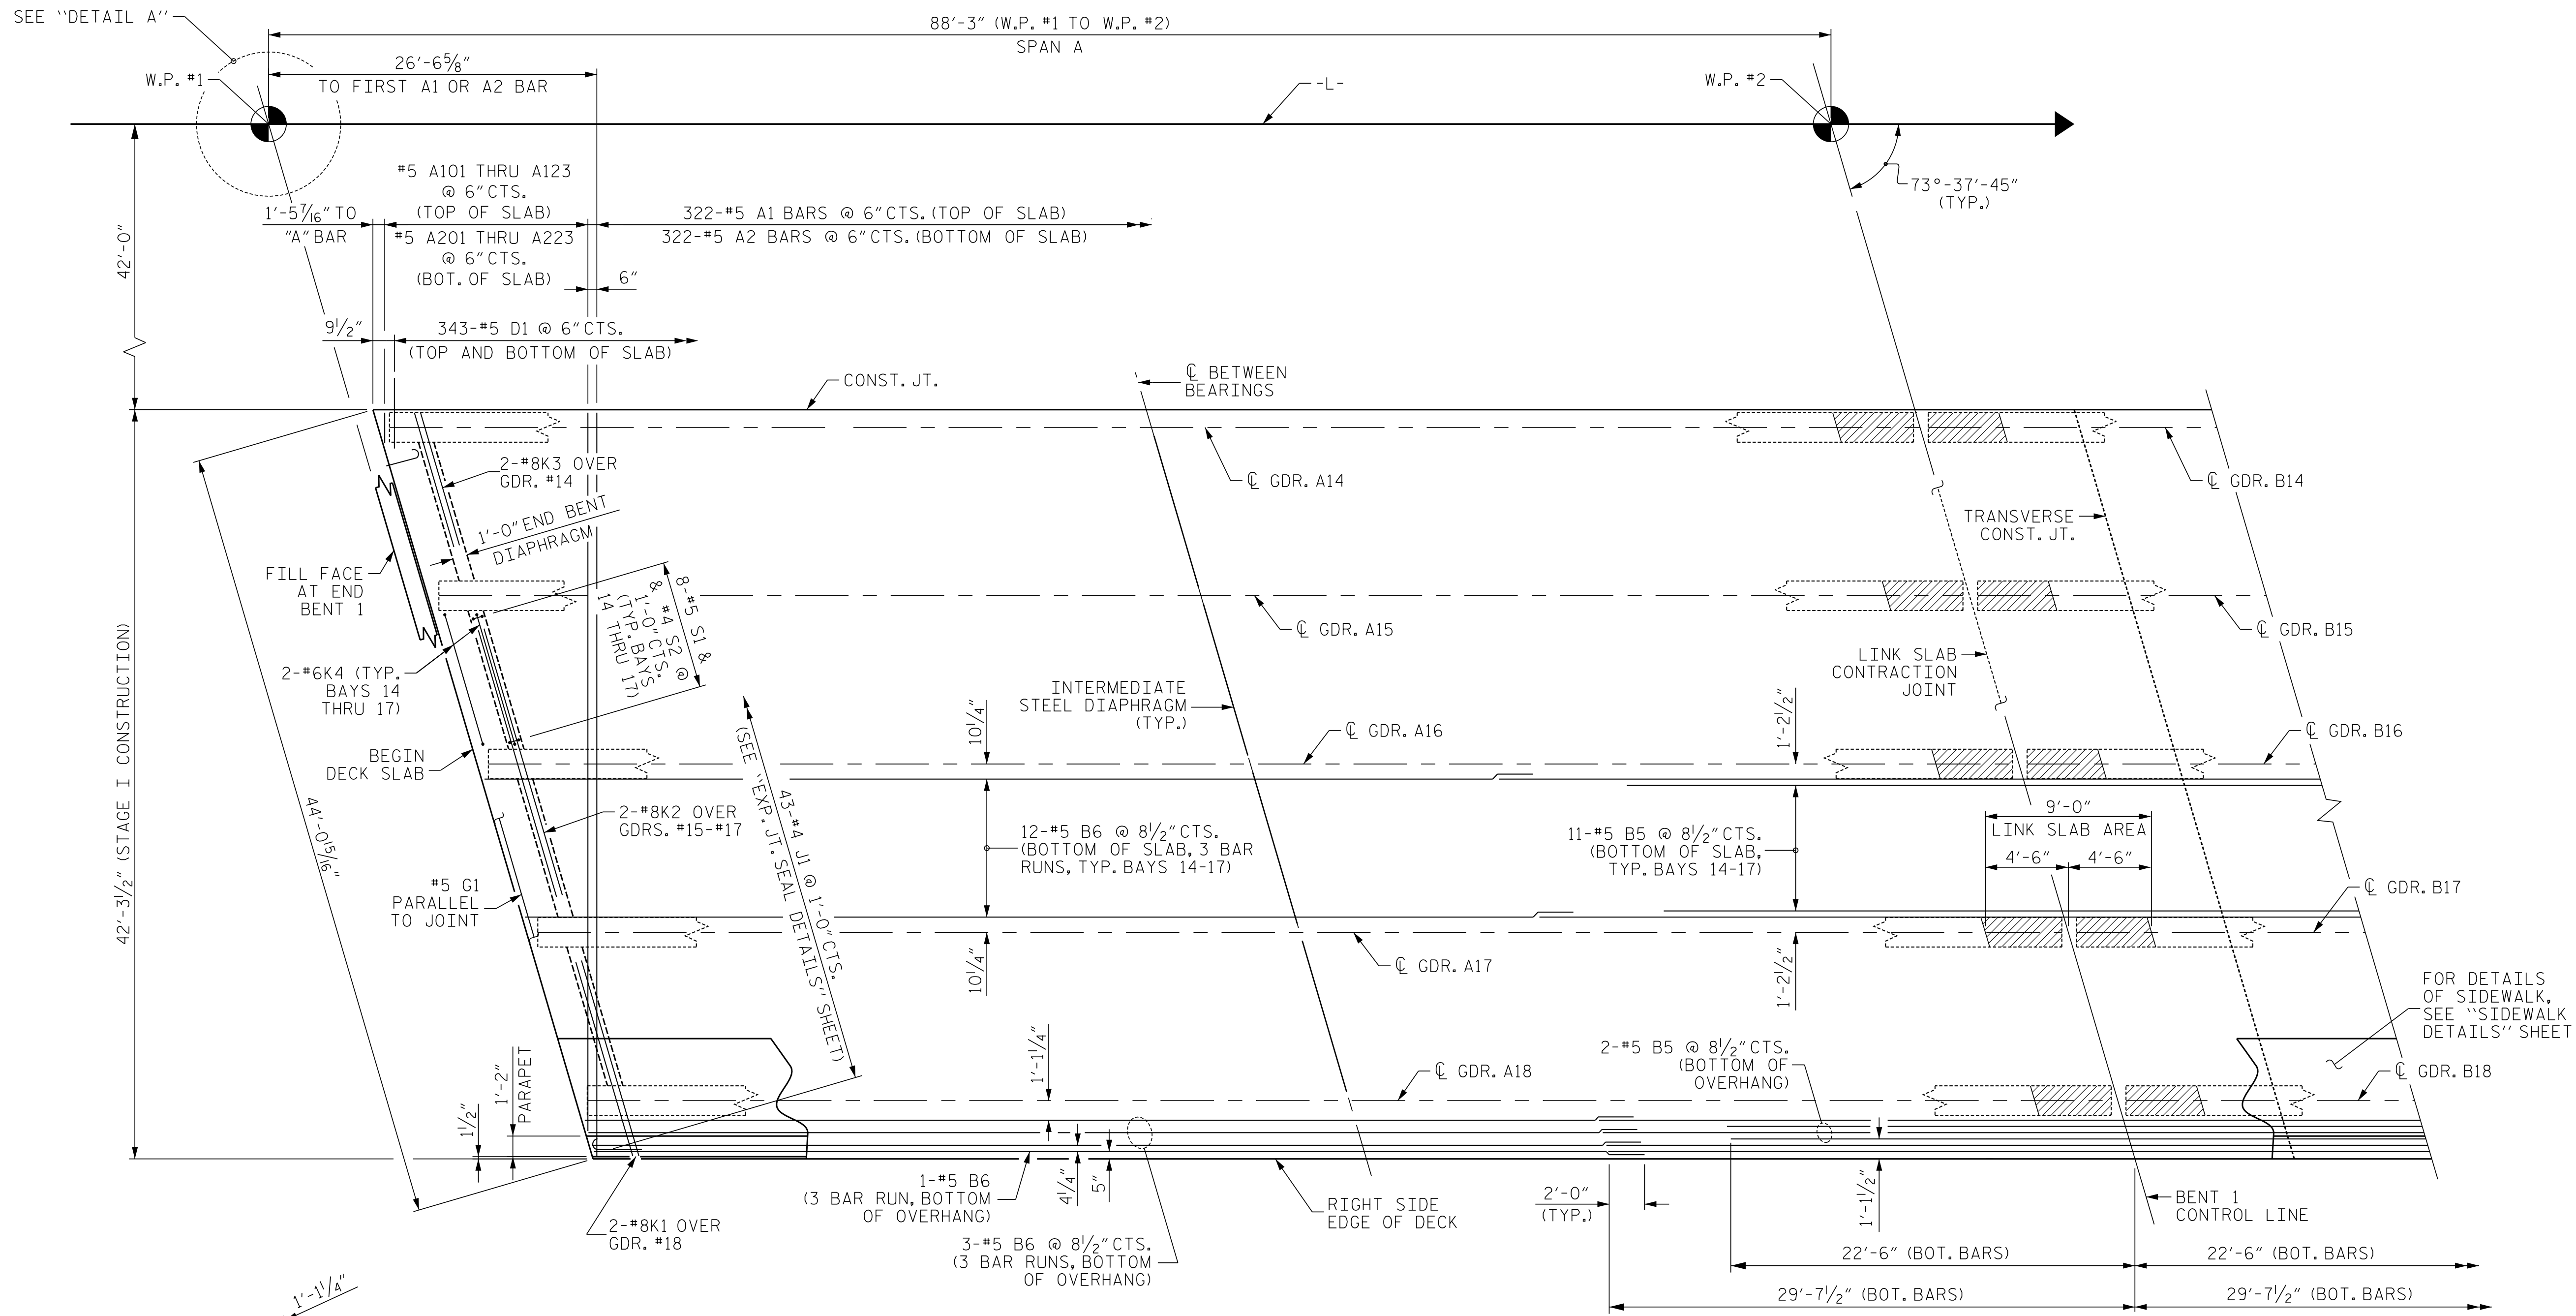 SEE "DETAIL A"
88'-3" (W.P. #1 TO W.P. #2)
SPAN A
26'-6⅝"
TO FIRST A1 OR A2 BAR
W.P. #1
-L-
W.P. #2
73°-37'-45"
(TYP.)
42'-0"
#5 A101 THRU A123
@ 6" CTS.
(TOP OF SLAB)
#5 A201 THRU A223
@ 6" CTS.
(BOT. OF SLAB)
1'-5⁷⁄₁₆" TO
"A" BAR
322-#5 A1 BARS @ 6" CTS. (TOP OF SLAB)
322-#5 A2 BARS @ 6" CTS. (BOTTOM OF SLAB)
6"
9½"
343-#5 D1 @ 6" CTS.
(TOP AND BOTTOM OF SLAB)
CONST. JT.
℄ BETWEEN
BEARINGS
2-#8K3 OVER
GDR. #14
℄ GDR. A14
℄ GDR. B14
1'-0" END BENT
DIAPHRAGM
TRANSVERSE
CONST. JT.
FILL FACE
AT END
BENT 1
8-#5 S1 &
& #4 S2 @
1'-0" CTS.
(TYP. BAYS
14 THRU 17)
℄ GDR. A15
℄ GDR. B15
2-#6K4 (TYP.
BAYS 14
THRU 17)
LINK SLAB
CONTRACTION
JOINT
INTERMEDIATE
STEEL DIAPHRAGM
(TYP.)
42'-3½" (STAGE I CONSTRUCTION)
44'-0¹⁵⁄₁₆"
10¼"
1'-2½"
℄ GDR. A16
℄ GDR. B16
BEGIN
DECK SLAB
43-#4 J1 @ 1'-0" CTS.
(SEE "EXP. JT. SEAL DETAILS" SHEET)
2-#8K2 OVER
GDRS. #15-#17
12-#5 B6 @ 8½" CTS.
(BOTTOM OF SLAB, 3 BAR
RUNS, TYP. BAYS 14-17)
11-#5 B5 @ 8½" CTS.
(BOTTOM OF SLAB,
TYP. BAYS 14-17)
9'-0"
LINK SLAB AREA
4'-6"
4'-6"
#5 G1
PARALLEL
TO JOINT
℄ GDR. B17
℄ GDR. A17
10¼"
1'-2½"
FOR DETAILS
OF SIDEWALK,
SEE "SIDEWALK
DETAILS" SHEET
1'-2"
PARAPET
1½"
1'-1¼"
2-#5 B5 @ 8½" CTS.
(BOTTOM OF
OVERHANG)
℄ GDR. A18
℄ GDR. B18
1-#5 B6
(3 BAR RUN, BOTTOM
OF OVERHANG)
4¼"
5"
RIGHT SIDE
EDGE OF DECK
2'-0"
(TYP.)
1'-1½"
BENT 1
CONTROL LINE
2-#8K1 OVER
GDR. #18
3-#5 B6 @ 8½" CTS.
(3 BAR RUNS, BOTTOM
OF OVERHANG)
22'-6" (BOT. BARS)
22'-6" (BOT. BARS)
29'-7½" (BOT. BARS)
29'-7½" (BOT. BARS)
1'-1¼"